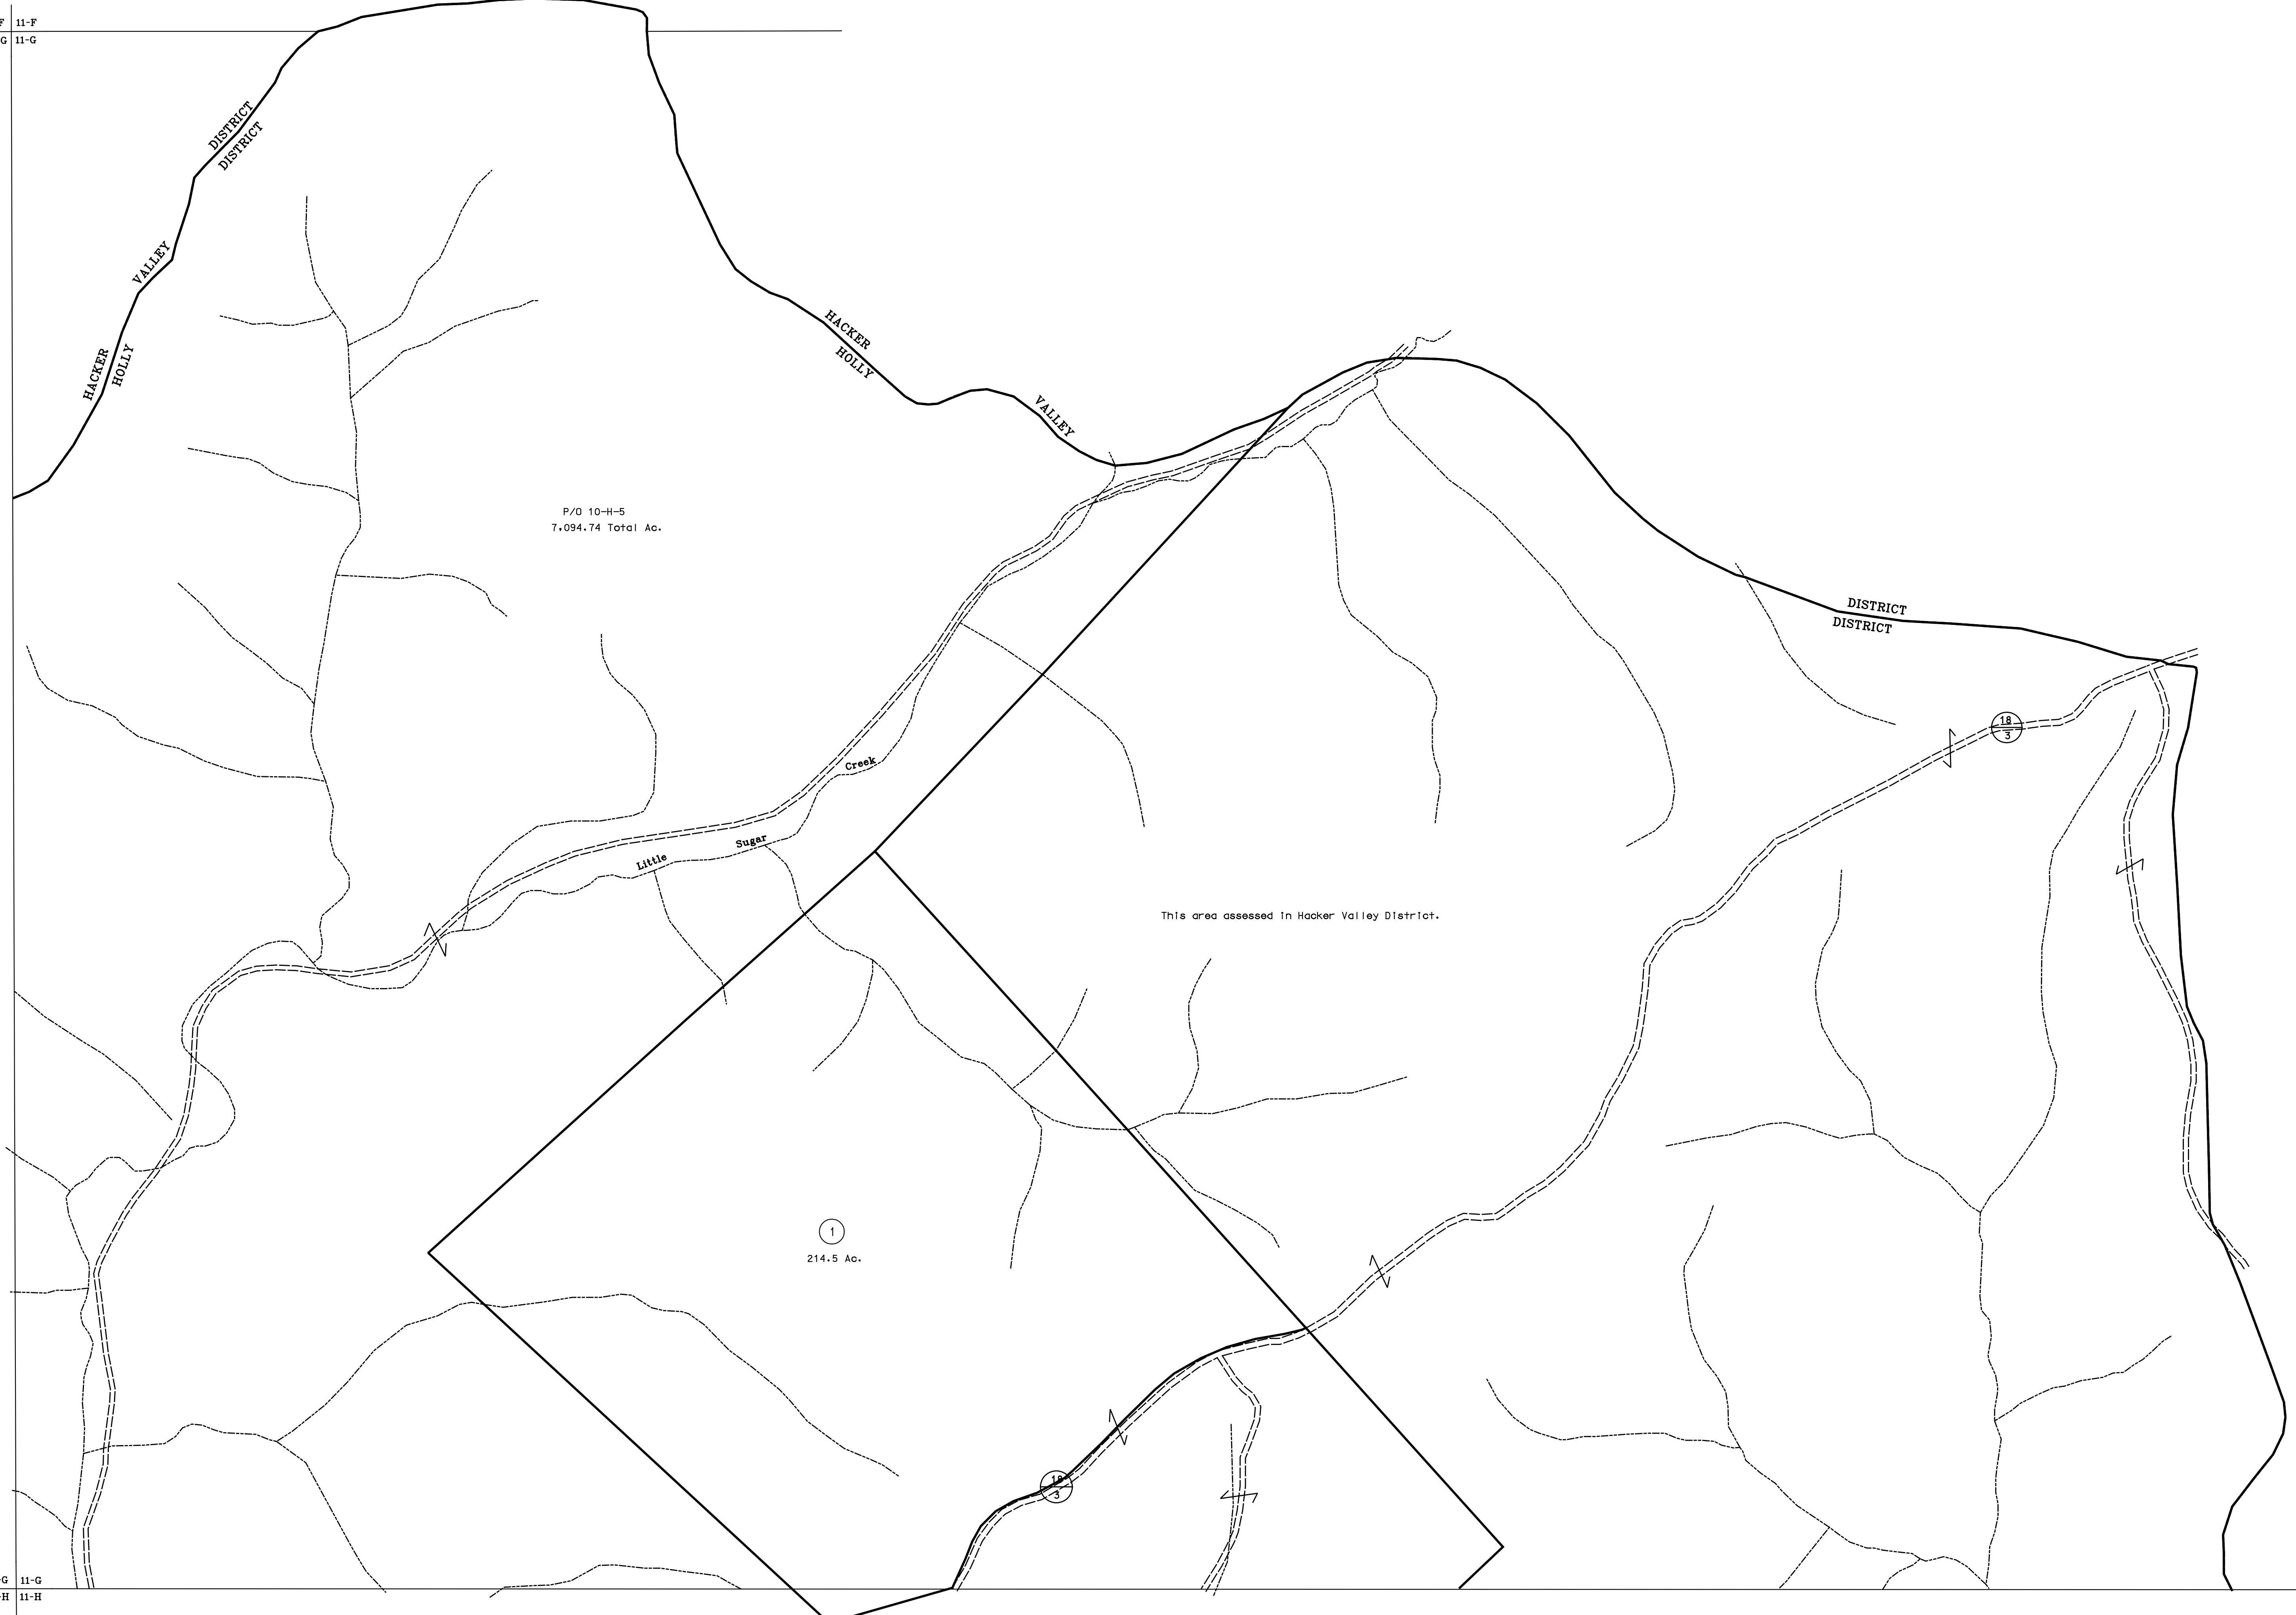 F 11-F
G 11-G
DISTRICT
DISTRICT
VALLEY
HACKER
HOLLY
HACKER
HOLLY
VALLEY
P/O 10-H-5
7,094.74 Total Ac.
DISTRICT
DISTRICT
18
3
Creek
Sugar
Little
This area assessed in Hacker Valley District.
1
214.5 Ac.
18
3
-G 11-G
-H 11-H